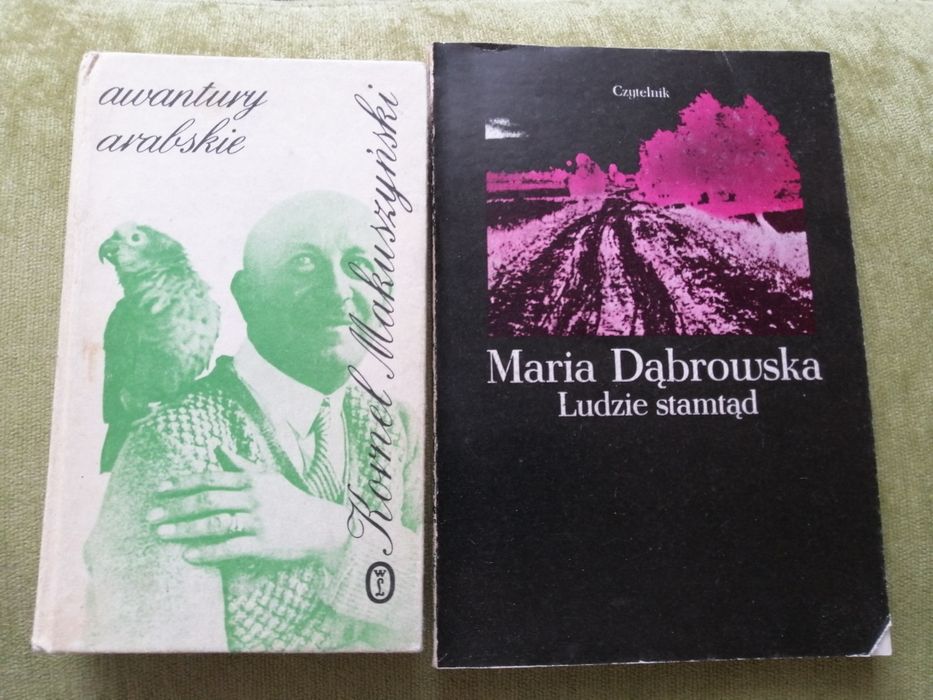 awantury
arabskie
Kornel Makuszyński
WL
Czytelnik
Maria Dąbrowska
Ludzie stamtąd